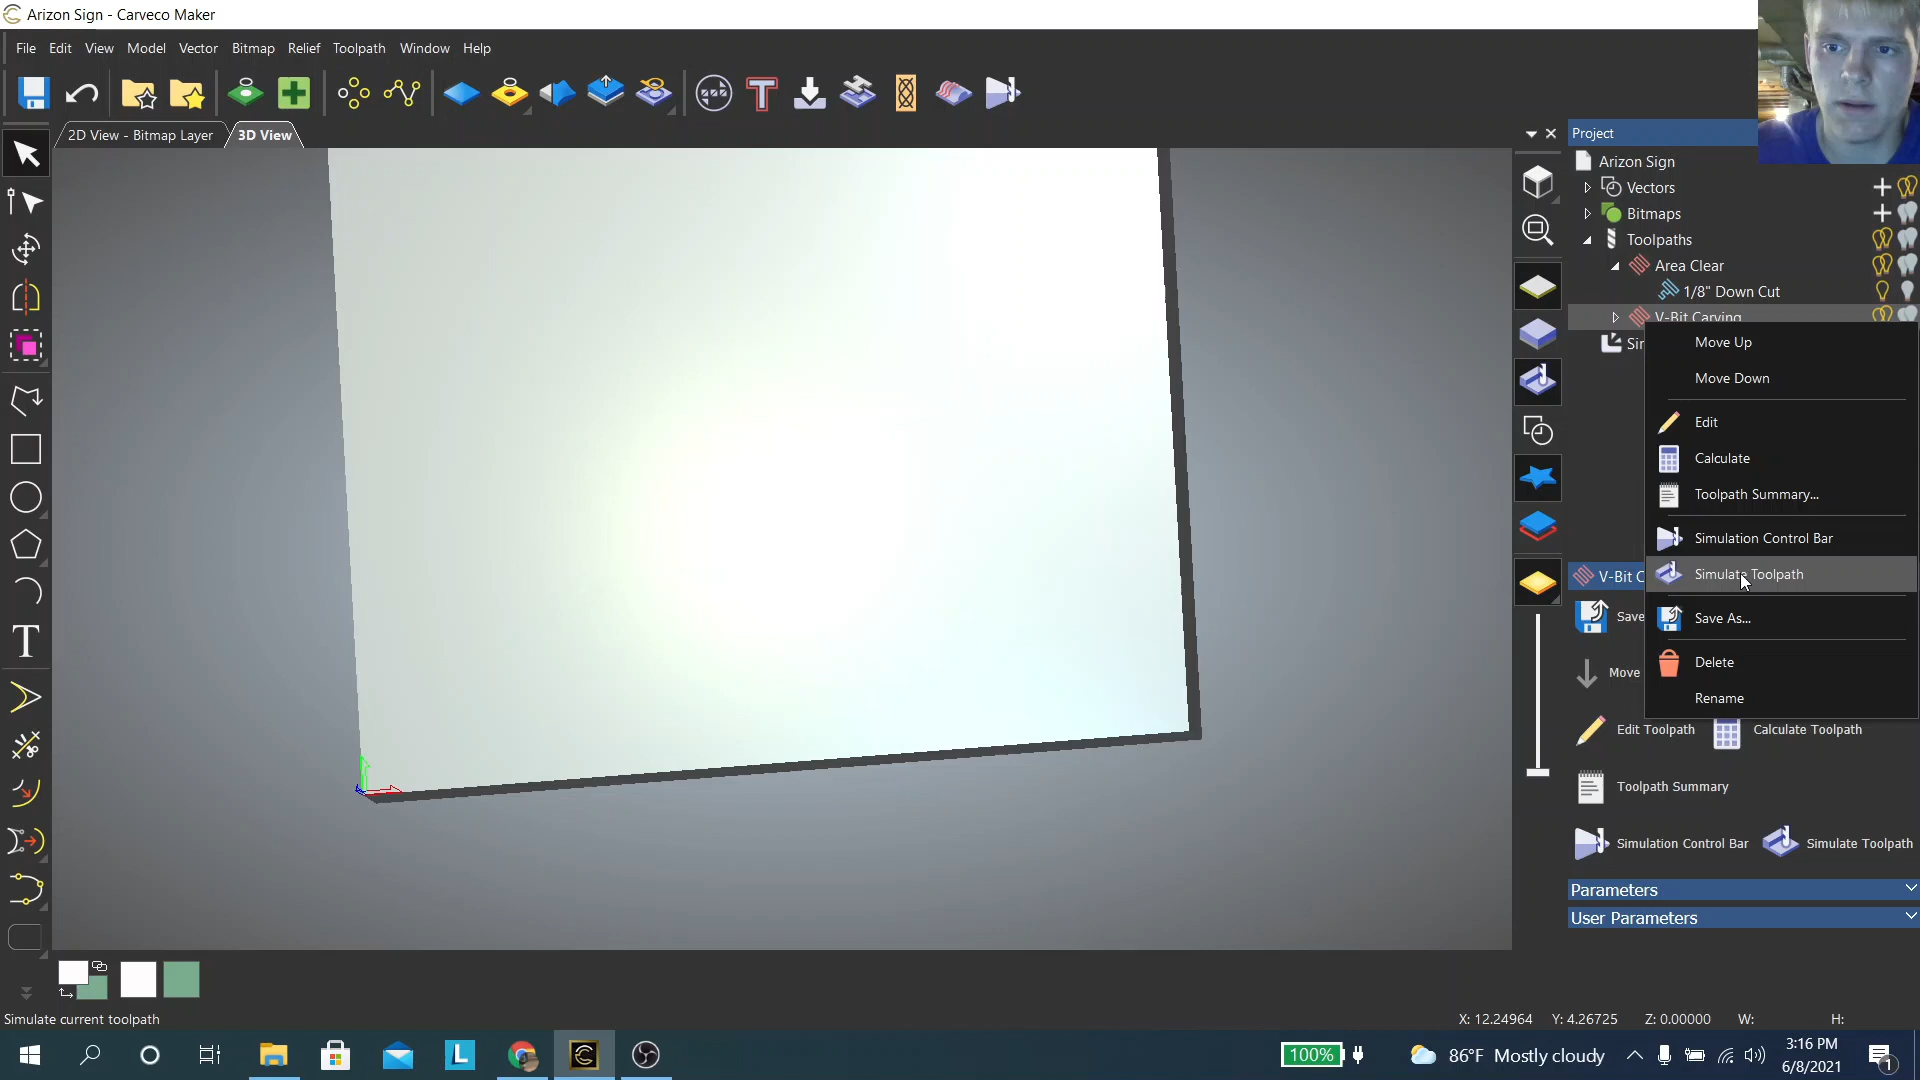 Arizon Sign - Carveco Maker
File Edit View Model Vector Bitmap Relief Toolpath Window Help
2D View - Bitmap Layer
3D View
Project
Arizon Sign
Vectors
Bitmaps
Toolpaths
Area Clear
1/8" Down Cut
V-Bit Carving
Sir
Move Up
Move Down
Edit
Calculate
Toolpath Summary...
Simulation Control Bar
Simulate Toolpath
Save As...
Delete
Rename
V-Bit C
Save
Move
Edit Toolpath
Calculate Toolpath
Toolpath Summary
Simulation Control Bar
Simulate Toolpath
Parameters
User Parameters
Simulate current toolpath
X: 12.24964 Y: 4.26725 Z: 0.00000 W: H:
100%
86°F Mostly cloudy
3:16 PM
6/8/2021
1